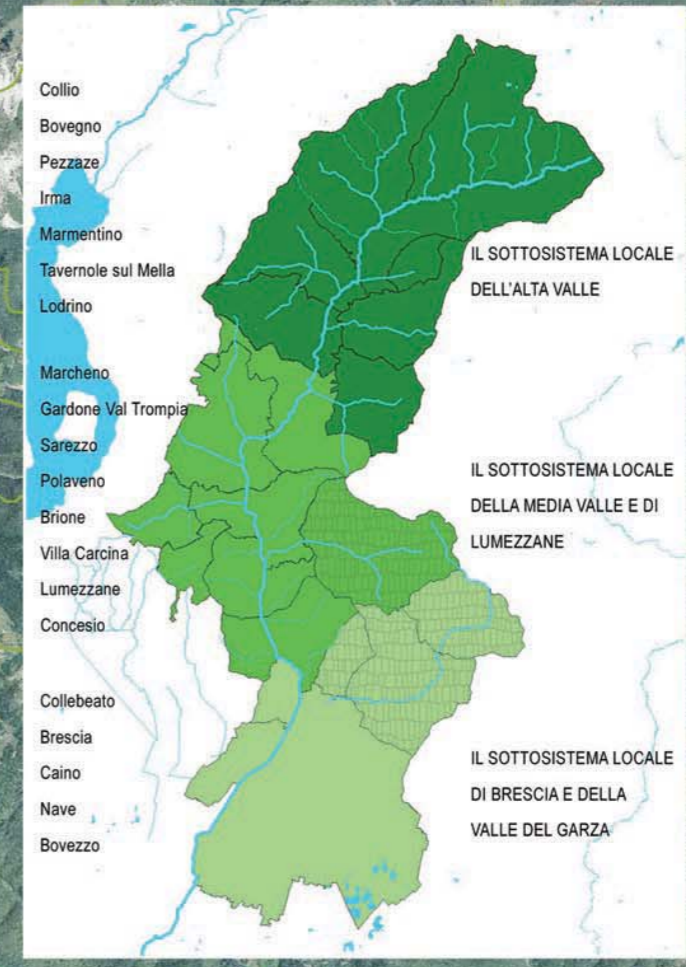 Collio
Bovegno
Pezzaze
Irma
Marmentino
Tavernole sul Mella
Lodrino
IL SOTTOSISTEMA LOCALE
DELL'ALTA VALLE
Marcheno
Gardone Val Trompia
Sarezzo
Polaveno
Brione
Villa Carcina
Lumezzane
Concesio
IL SOTTOSISTEMA LOCALE
DELLA MEDIA VALLE E DI
LUMEZZANE
Collebeato
Brescia
Caino
Nave
Bovezzo
IL SOTTOSISTEMA LOCALE
DI BRESCIA E DELLA
VALLE DEL GARZA